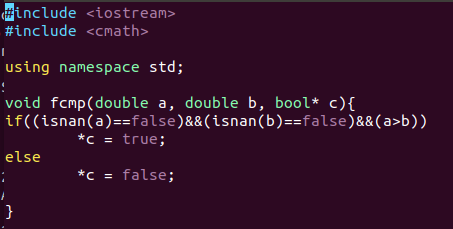 #include <iostream>
#include <cmath>
using namespace std;
void fcmp(double a, double b, bool* c){
if((isnan(a)==false)&&(isnan(b)==false)&&(a>b))
        *c = true;
else
        *c = false;
}